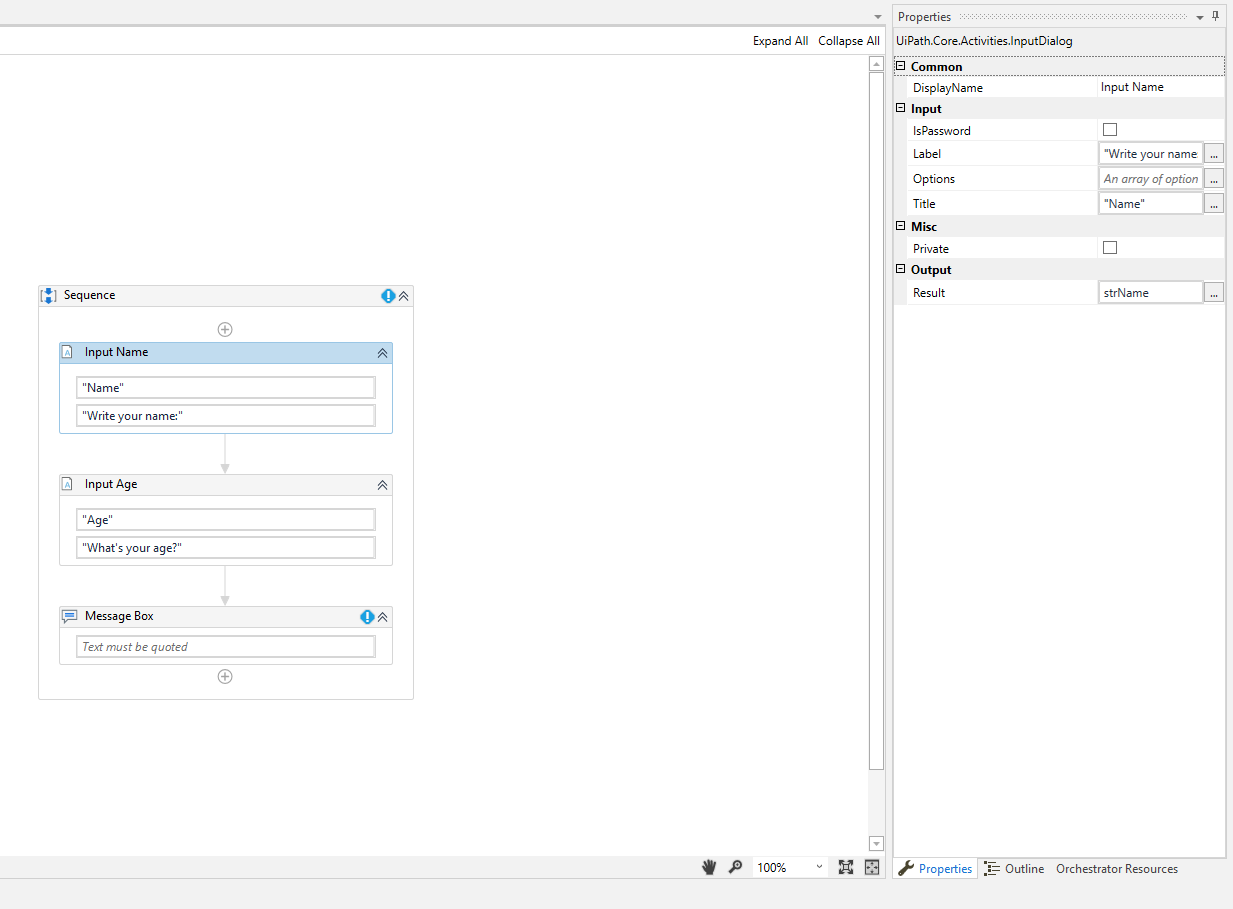 Expand All Collapse All
Sequence
Input Name
"Name"
"Write your name:"
Input Age
"Age"
"What's your age?"
Message Box
Text must be quoted
100%
Properties
UiPath.Core.Activities.InputDialog
Common
DisplayName Input Name
Input
IsPassword
Label "Write your name ...
Options An array of option ...
Title "Name" ...
Misc
Private
Output
Result strName ...
Properties Outline Orchestrator Resources